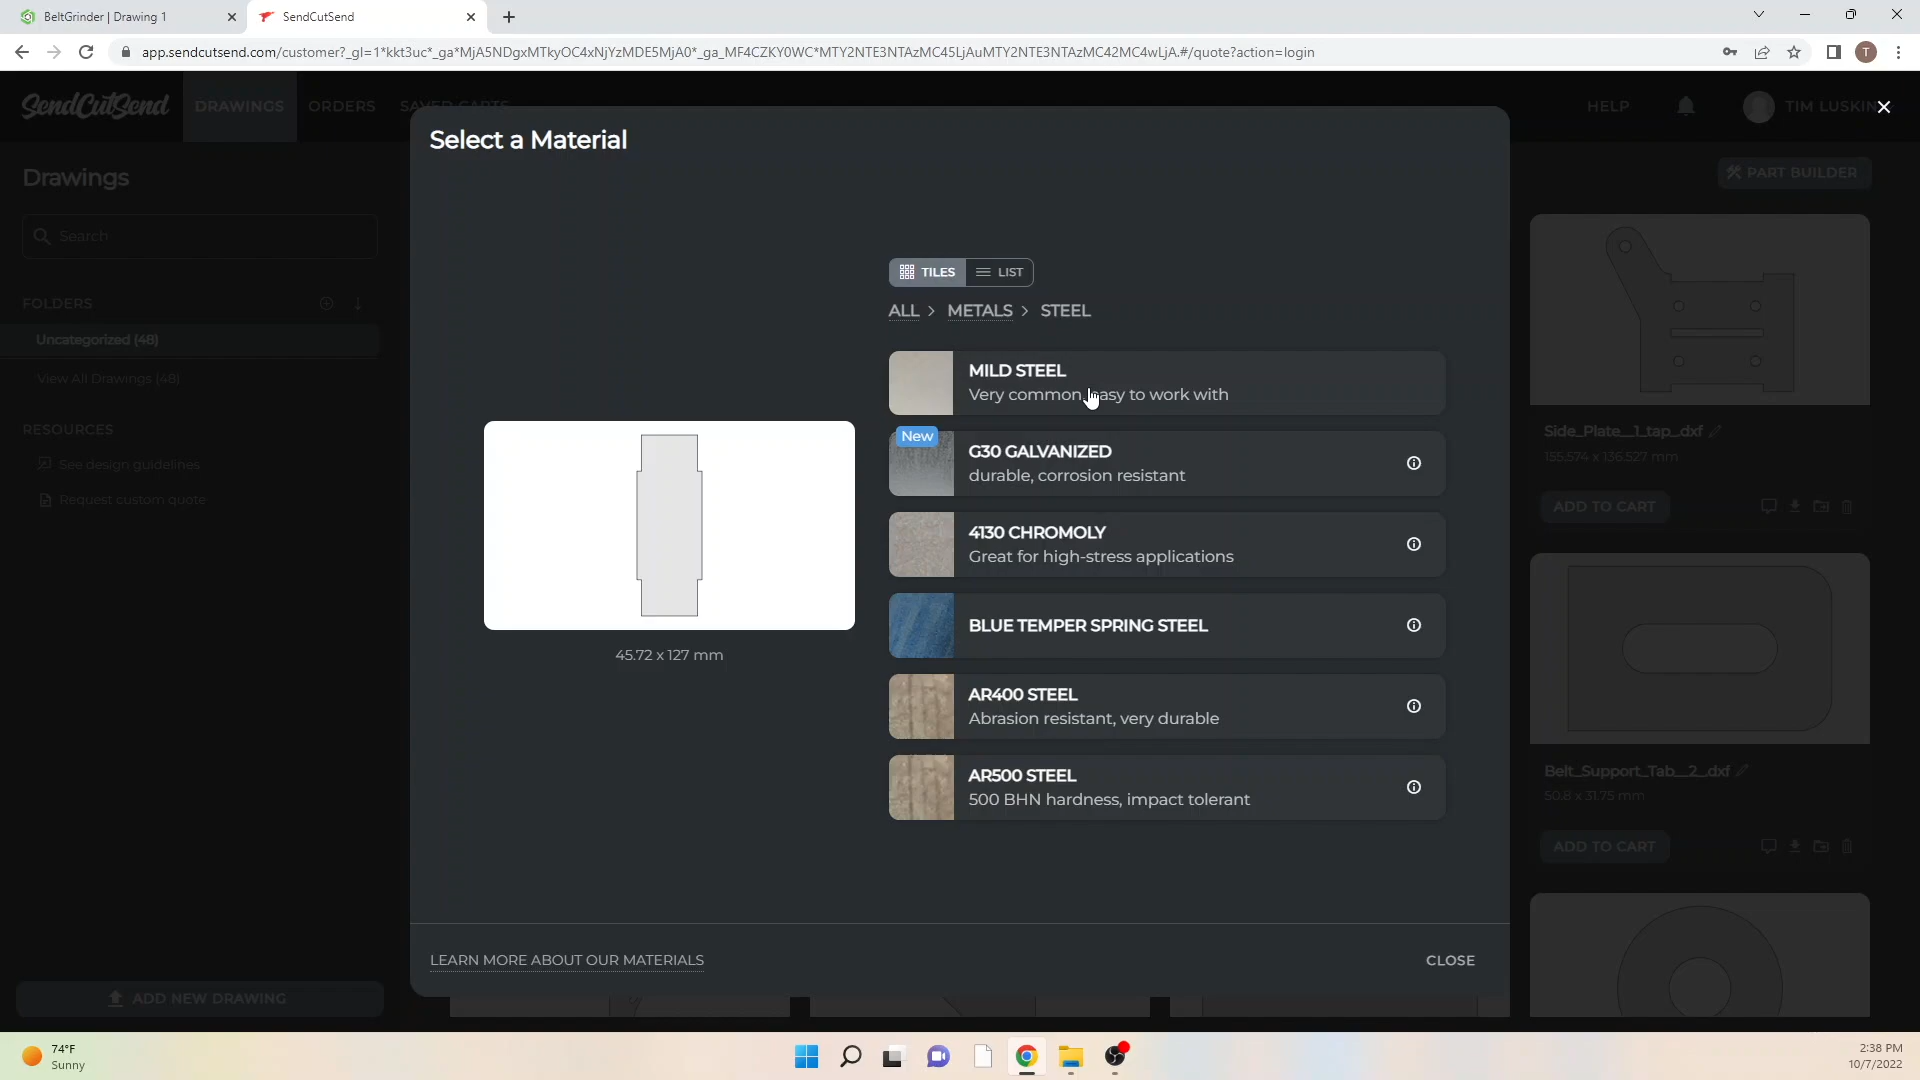 BeltGrinder | Drawing 1
SendCutSend
app.sendcutsend.com/customer?_gl=1*kkt3uc*_ga*MjA5NDgxMTkyOC4xNjYzMDE5MjA0*_ga_MF4CZKY0WC*MTY2NTE3NTAzMC45LjAuMTY2NTE3NTAzMC42MC4wLjA.#/quote?action=login
T
SendCutSend
DRAWINGS
ORDERS
SAVED CARTS
HELP
TIM LUSKIN
Drawings
Search
FOLDERS
Uncategorized (48)
View All Drawings (48)
RESOURCES
See design guidelines
Request custom quote
ADD NEW DRAWING
Select a Material
45.72 x 127 mm
TILES
LIST
ALL > METALS > STEEL
MILD STEEL
Very common, easy to work with
New
G30 GALVANIZED
durable, corrosion resistant
4130 CHROMOLY
Great for high-stress applications
BLUE TEMPER SPRING STEEL
AR400 STEEL
Abrasion resistant, very durable
AR500 STEEL
500 BHN hardness, impact tolerant
LEARN MORE ABOUT OUR MATERIALS
CLOSE
PART BUILDER
Side_Plate__1_tap_.dxf
155.574 x 136.527 mm
ADD TO CART
Belt_Support_Tab__2_.dxf
50.8 x 31.75 mm
ADD TO CART
74°F
Sunny
2:38 PM
10/7/2022